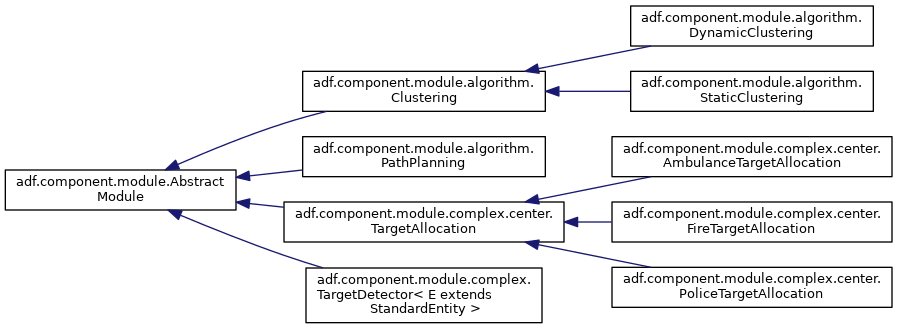 adf.component.module.algorithm.
DynamicClustering
adf.component.module.algorithm.
Clustering
adf.component.module.algorithm.
StaticClustering
adf.component.module.algorithm.
PathPlanning
adf.component.module.complex.center.
AmbulanceTargetAllocation
adf.component.module.Abstract
Module
adf.component.module.complex.center.
TargetAllocation
adf.component.module.complex.center.
FireTargetAllocation
adf.component.module.complex.
TargetDetector< E extends
StandardEntity >
adf.component.module.complex.center.
PoliceTargetAllocation